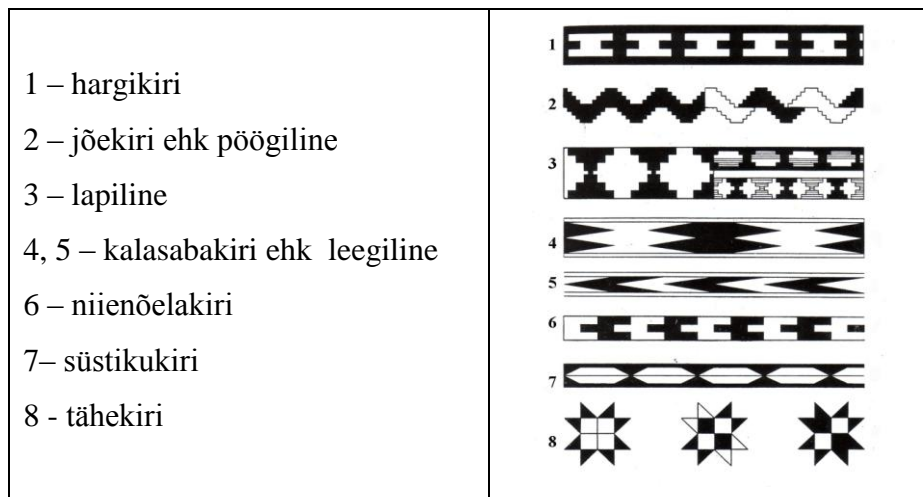 1 – hargikiri
2 – jõekiri ehk pöögiline
3 – lapiline
4, 5 – kalasabakiri ehk leegiline
6 – niienõelakiri
7– süstikukiri
8 - tähekiri
1
2
3
4
5
6
7
8